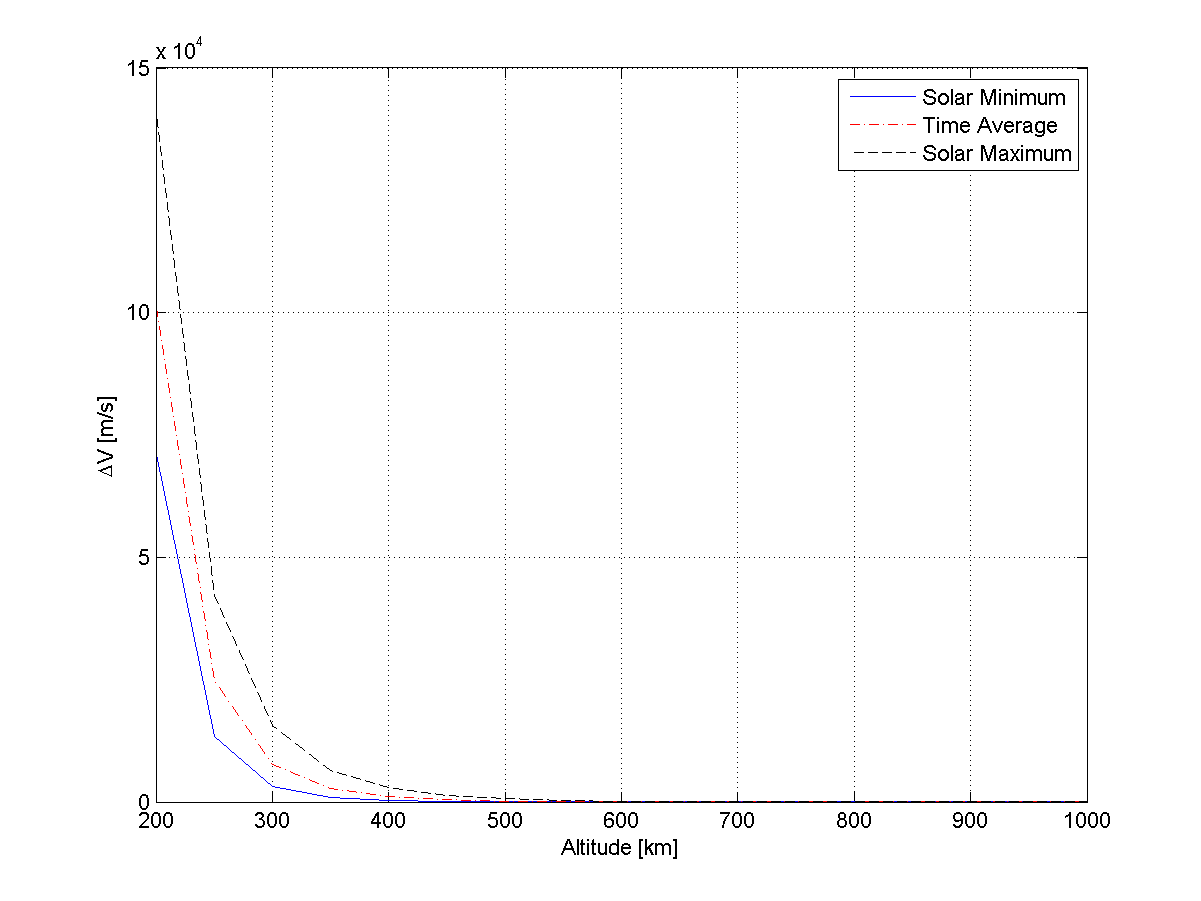 x 10^4
15
10
5
0
200 300 400 500 600 700 800 900 1000
ΔV [m/s]
Altitude [km]
Solar Minimum
Time Average
Solar Maximum